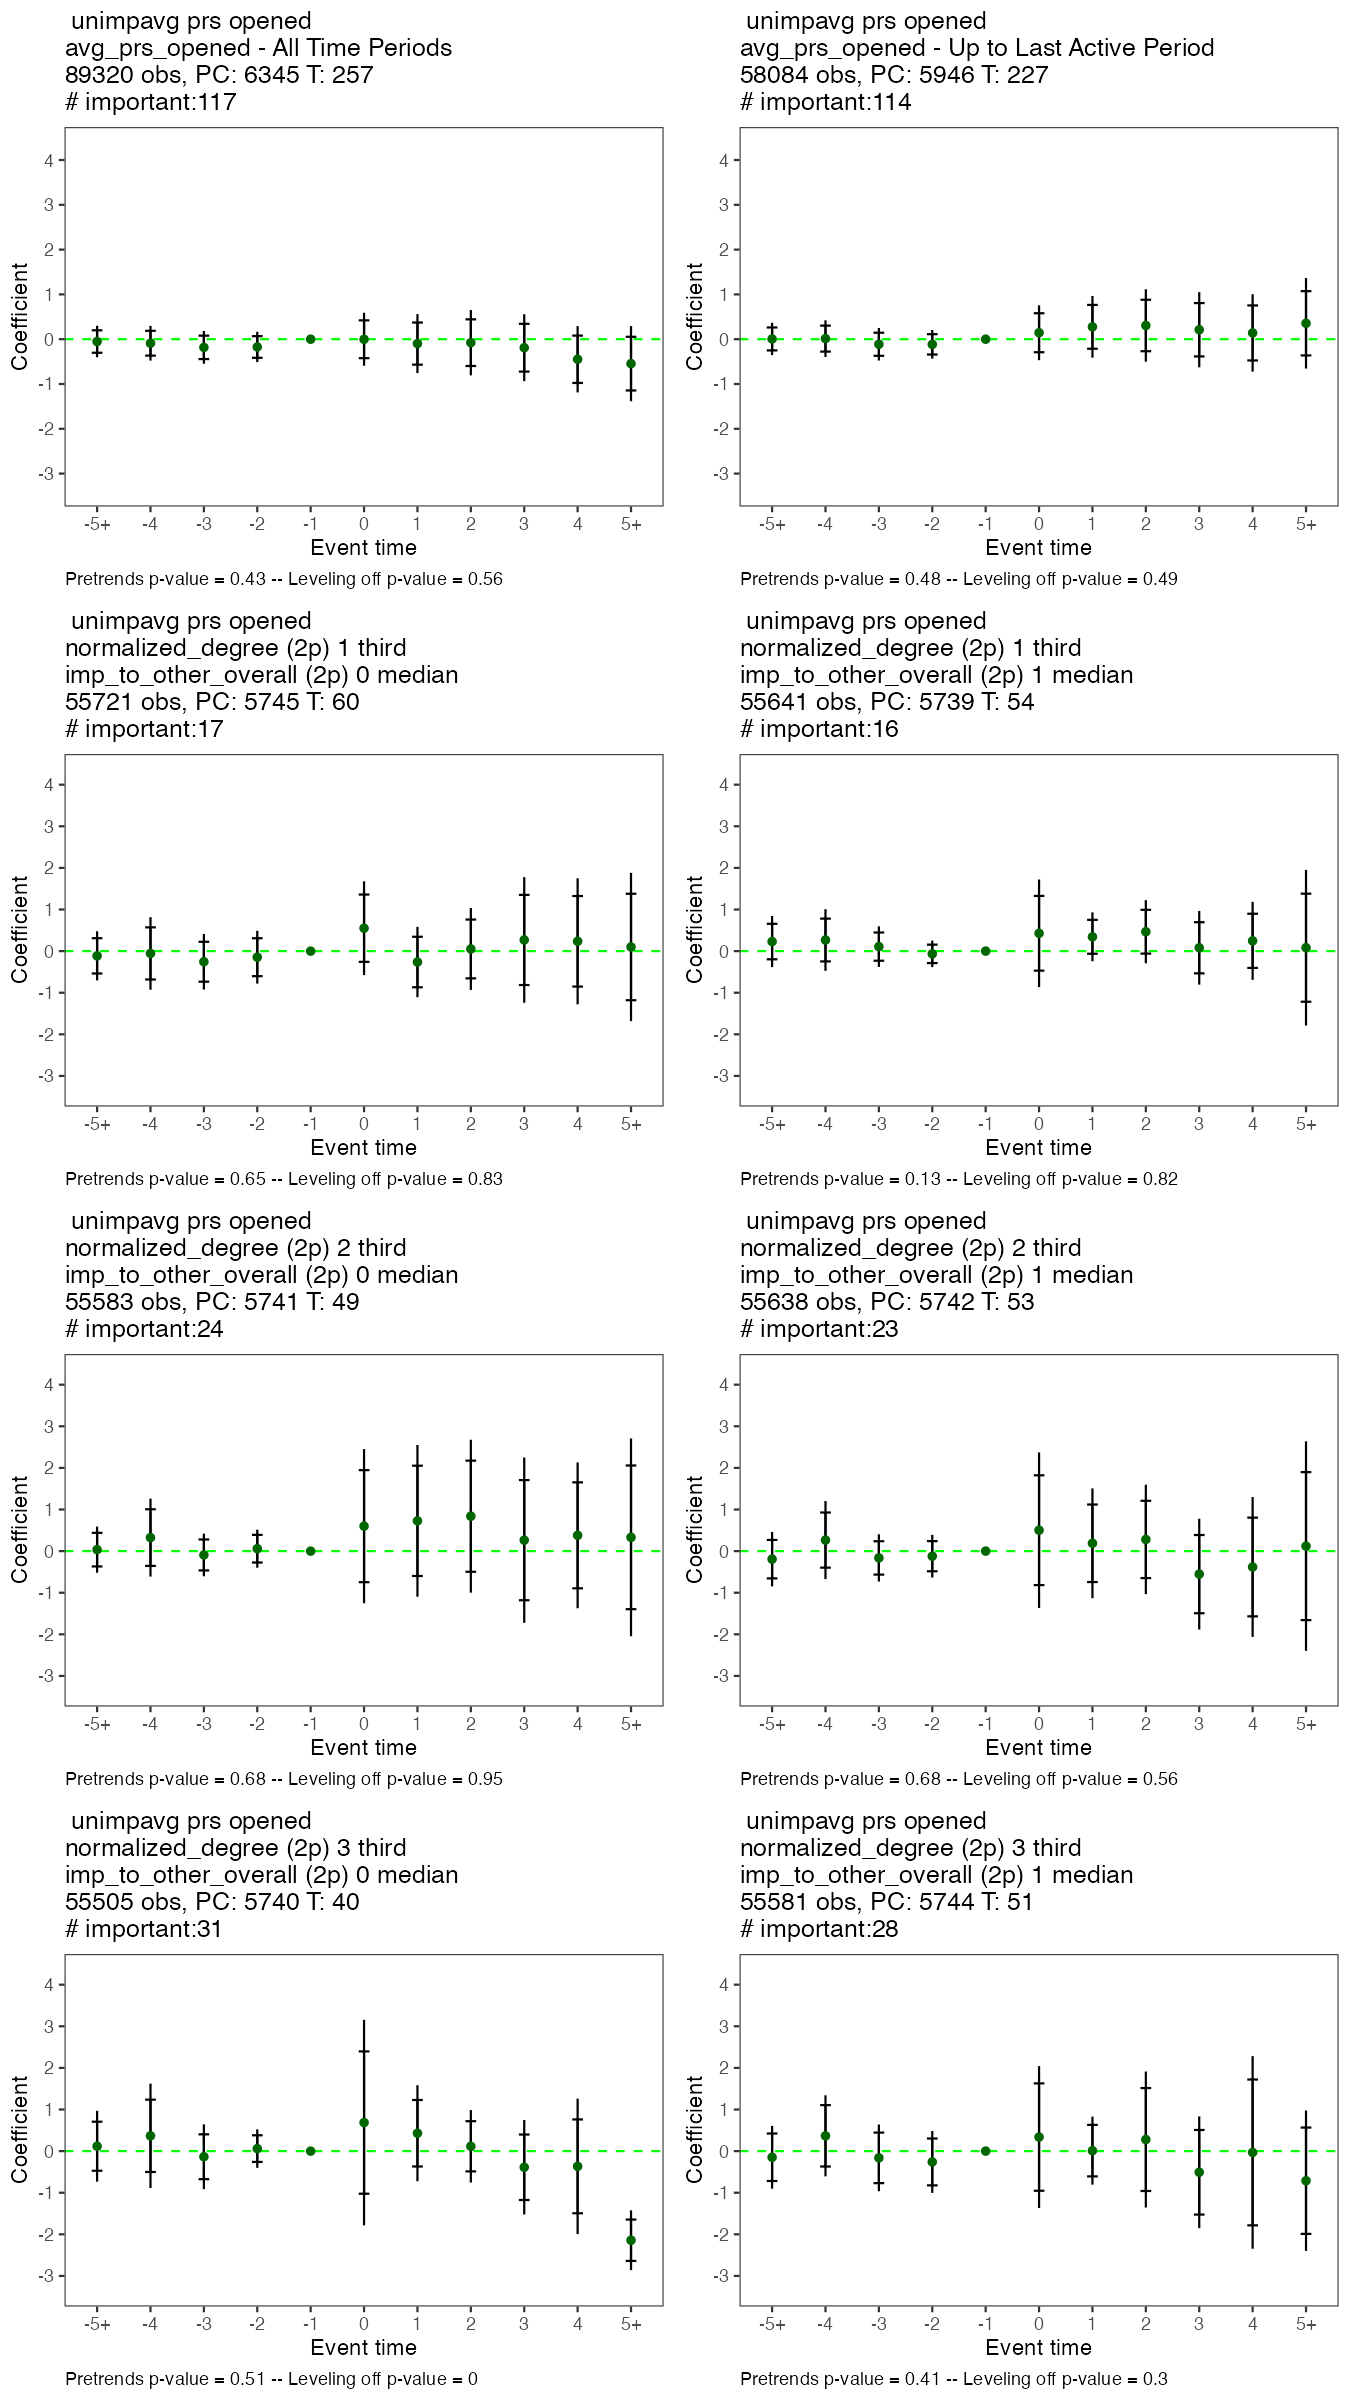 unimpavg prs opened
avg_prs_opened - All Time Periods
89320 obs, PC: 6345 T: 257
# important:117
4
3
2
1
0
-1
-2
-3
Coefficient
-5+ -4 -3 -2 -1 0 1 2 3 4 5+
Event time
Pretrends p-value = 0.43 -- Leveling off p-value = 0.56
unimpavg prs opened
avg_prs_opened - Up to Last Active Period
58084 obs, PC: 5946 T: 227
# important:114
4
3
2
1
0
-1
-2
-3
Coefficient
-5+ -4 -3 -2 -1 0 1 2 3 4 5+
Event time
Pretrends p-value = 0.48 -- Leveling off p-value = 0.49
unimpavg prs opened
normalized_degree (2p) 1 third
imp_to_other_overall (2p) 0 median
55721 obs, PC: 5745 T: 60
# important:17
4
3
2
1
0
-1
-2
-3
Coefficient
-5+ -4 -3 -2 -1 0 1 2 3 4 5+
Event time
Pretrends p-value = 0.65 -- Leveling off p-value = 0.83
unimpavg prs opened
normalized_degree (2p) 1 third
imp_to_other_overall (2p) 1 median
55641 obs, PC: 5739 T: 54
# important:16
4
3
2
1
0
-1
-2
-3
Coefficient
-5+ -4 -3 -2 -1 0 1 2 3 4 5+
Event time
Pretrends p-value = 0.13 -- Leveling off p-value = 0.82
unimpavg prs opened
normalized_degree (2p) 2 third
imp_to_other_overall (2p) 0 median
55583 obs, PC: 5741 T: 49
# important:24
4
3
2
1
0
-1
-2
-3
Coefficient
-5+ -4 -3 -2 -1 0 1 2 3 4 5+
Event time
Pretrends p-value = 0.68 -- Leveling off p-value = 0.95
unimpavg prs opened
normalized_degree (2p) 2 third
imp_to_other_overall (2p) 1 median
55638 obs, PC: 5742 T: 53
# important:23
4
3
2
1
0
-1
-2
-3
Coefficient
-5+ -4 -3 -2 -1 0 1 2 3 4 5+
Event time
Pretrends p-value = 0.68 -- Leveling off p-value = 0.56
unimpavg prs opened
normalized_degree (2p) 3 third
imp_to_other_overall (2p) 0 median
55505 obs, PC: 5740 T: 40
# important:31
4
3
2
1
0
-1
-2
-3
Coefficient
-5+ -4 -3 -2 -1 0 1 2 3 4 5+
Event time
Pretrends p-value = 0.51 -- Leveling off p-value = 0
unimpavg prs opened
normalized_degree (2p) 3 third
imp_to_other_overall (2p) 1 median
55581 obs, PC: 5744 T: 51
# important:28
4
3
2
1
0
-1
-2
-3
Coefficient
-5+ -4 -3 -2 -1 0 1 2 3 4 5+
Event time
Pretrends p-value = 0.41 -- Leveling off p-value = 0.3